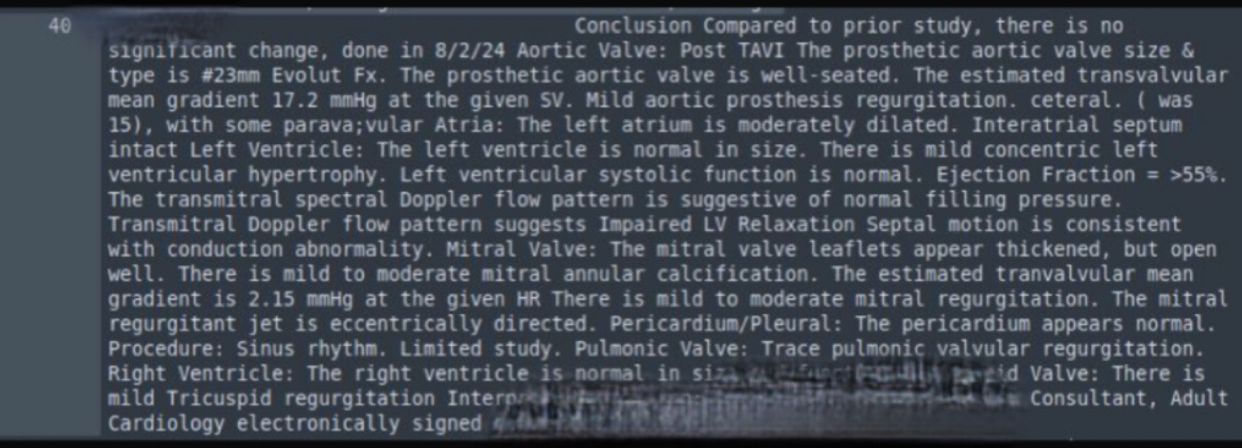 40 Conclusion Compared to prior study, there is no
significant change, done in 8/2/24 Aortic Valve: Post TAVI The prosthetic aortic valve size &
type is #23mm Evolut Fx. The prosthetic aortic valve is well-seated. The estimated transvalvular
mean gradient 17.2 mmHg at the given SV. Mild aortic prosthesis regurgitation. ceteral. ( was
15), with some parava;vular Atria: The left atrium is moderately dilated. Interatrial septum
intact Left Ventricle: The left ventricle is normal in size. There is mild concentric left
ventricular hypertrophy. Left ventricular systolic function is normal. Ejection Fraction = >55%.
The transmitral spectral Doppler flow pattern is suggestive of normal filling pressure.
Transmitral Doppler flow pattern suggests Impaired LV Relaxation Septal motion is consistent
with conduction abnormality. Mitral Valve: The mitral valve leaflets appear thickened, but open
well. There is mild to moderate mitral annular calcification. The estimated tranvalvular mean
gradient is 2.15 mmHg at the given HR There is mild to moderate mitral regurgitation. The mitral
regurgitant jet is eccentrically directed. Pericardium/Pleural: The pericardium appears normal.
Procedure: Sinus rhythm. Limited study. Pulmonic Valve: Trace pulmonic valvular regurgitation.
Right Ventricle: The right ventricle is normal in Valve: There is
mild Tricuspid regurgitation Consultant, Adult
Cardiology electronically signed